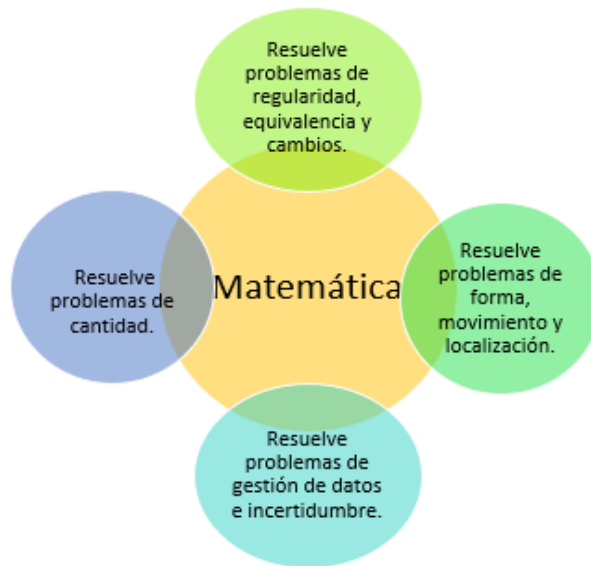 Resuelve
problemas de
regularidad,
equivalencia y
cambios.
Matemática
Resuelve
problemas de
cantidad.
Resuelve
problemas de
forma,
movimiento y
localización.
Resuelve
problemas de
gestión de datos
e incertidumbre.